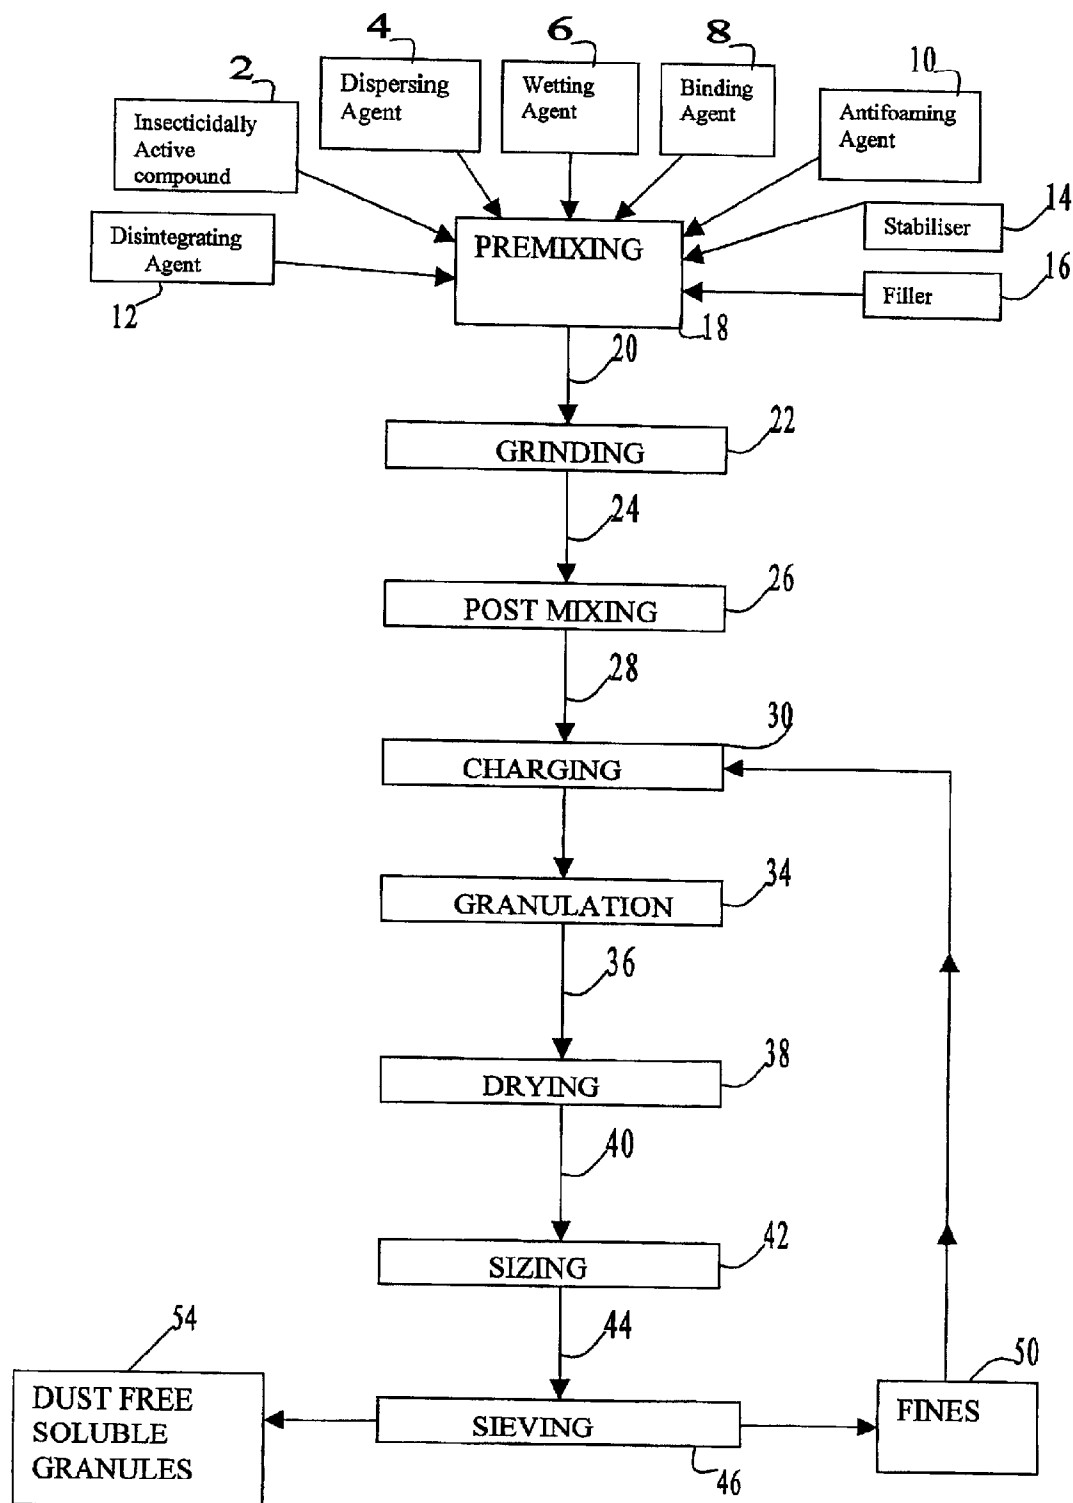 4
6
8
10
2
Dispersing
Agent
Wetting
Agent
Binding
Agent
Antifoaming
Agent
Insecticidally
Active
compound
14
Stabiliser
Disintegrating
Agent
12
PREMIXING
16
Filler
18
20
GRINDING
22
24
POST MIXING
26
28
30
CHARGING
GRANULATION
34
36
DRYING
38
40
SIZING
42
44
54
DUST FREE
SOLUBLE
GRANULES
SIEVING
46
50
FINES